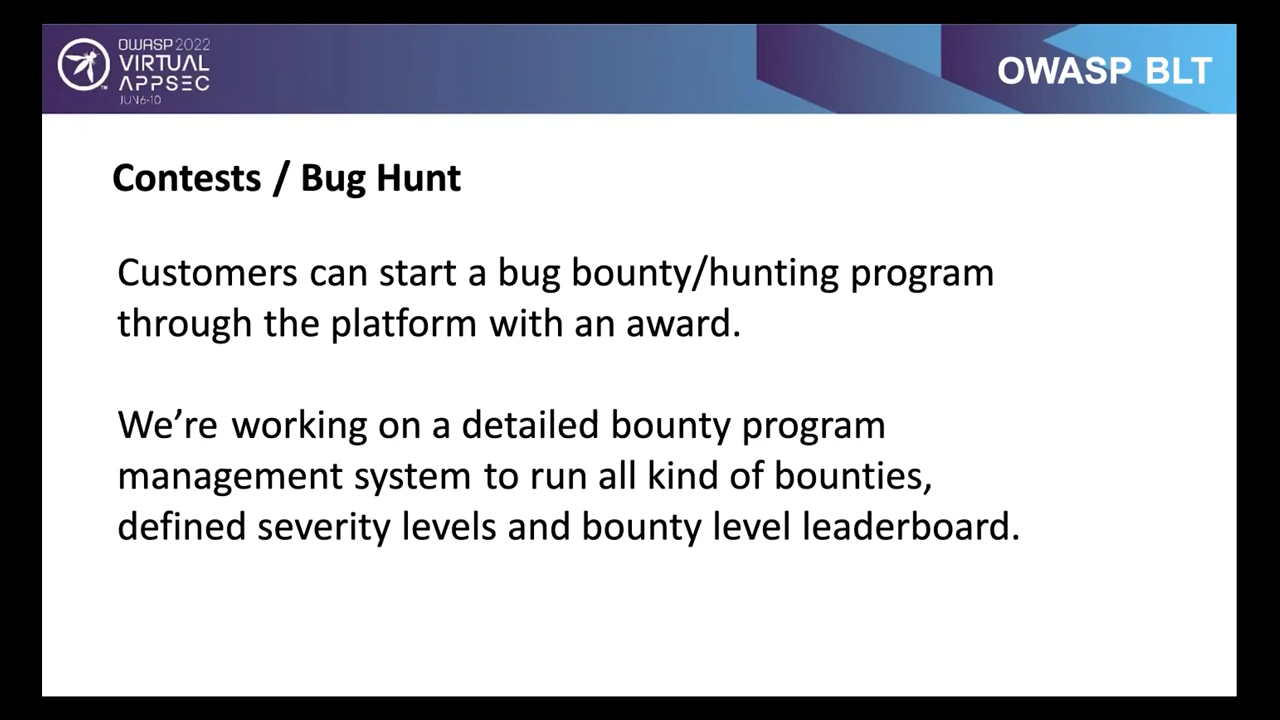 OWASP 2022
VIRTUAL
APPSEC
JUN 6-10
OWASP BLT
Contests / Bug Hunt
Customers can start a bug bounty/hunting program
through the platform with an award.
We’re working on a detailed bounty program
management system to run all kind of bounties,
defined severity levels and bounty level leaderboard.